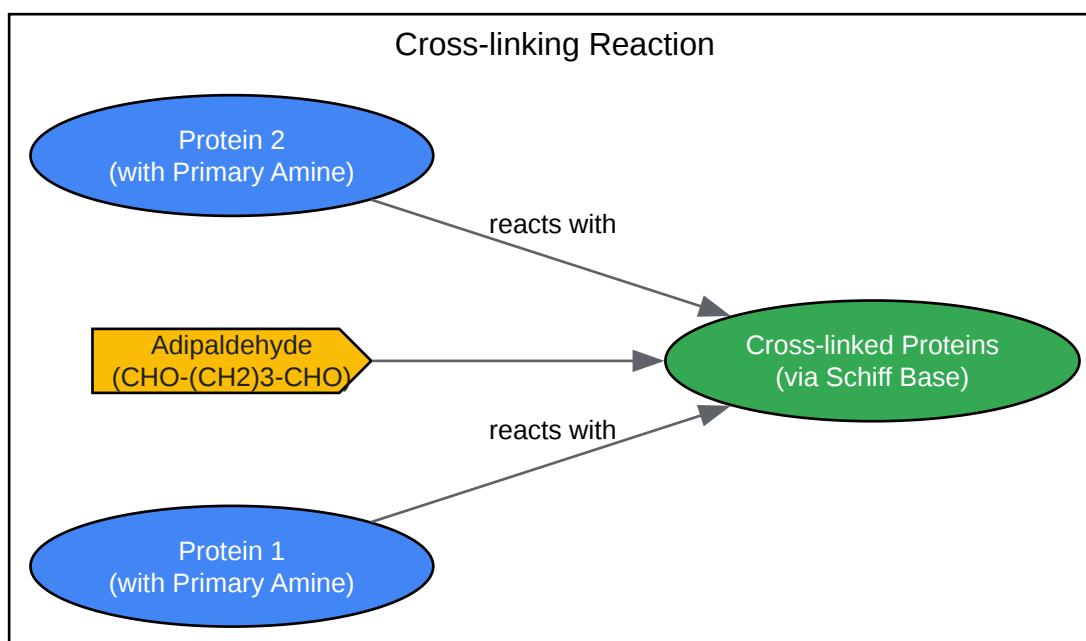 Cross-linking Reaction
Protein 2
(with Primary Amine)
reacts with
Adipaldehyde
(CHO-(CH2)3-CHO)
Cross-linked Proteins
(via Schiff Base)
reacts with
Protein 1
(with Primary Amine)